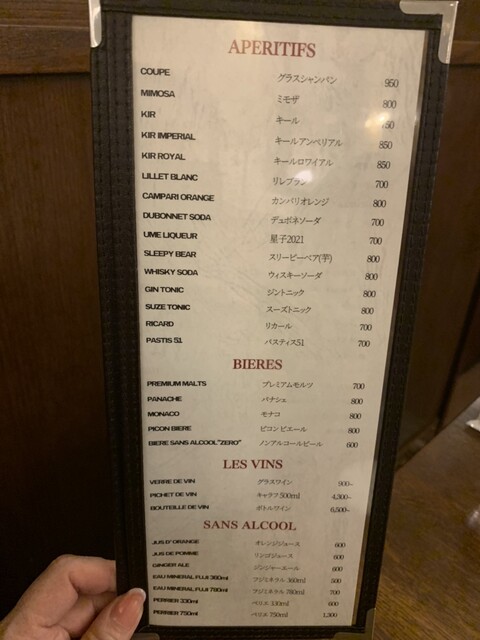 APERITIFS
COUPE グラスシャンパン 950
MIMOSA ミモザ 800
KIR キール
KIR IMPERIAL キールアンペリアル 850
KIR ROYAL キールロワイアル 850
LILLET BLANC リレブラン 700
CAMPARI ORANGE カンパリオレンジ 800
DUBONNET SODA デュボネソーダ 700
UME LIQUEUR 星子2021 700
SLEEPY BEAR スリーピーベア(芋) 800
WHISKY SODA ウィスキーソーダ 800
GIN TONIC ジントニック 800
SUZE TONIC スーズトニック 800
RICARD リカール 700
PASTIS 51 パスティス51 700
BIERES
PREMIUM MALTS プレミアムモルツ 700
PANACHE パナシェ 800
MONACO モナコ 800
PICON BIERE ピコン ビエール 800
BIERE SANS ALCOOL"ZERO" ノンアルコールビール 600
LES VINS
VERRE DE VIN グラスワイン 900~
PICHET DE VIN キャラフ 500ml 4,300~
BOUTEILLE DE VIN ボトルワイン 6,500~
SANS ALCOOL
JUS D'ORANGE オレンジジュース 600
JUS DE POMME リンゴジュース 600
GINGER ALE ジンジャーエール 600
EAU MINERAL FUJI 360ml フジミネラル 360ml 500
EAU MINERAL FUJI 780ml フジミネラル 780ml 700
PERRIER 330ml ペリエ 330ml 600
PERRIER 750ml ペリエ 750ml 1,300